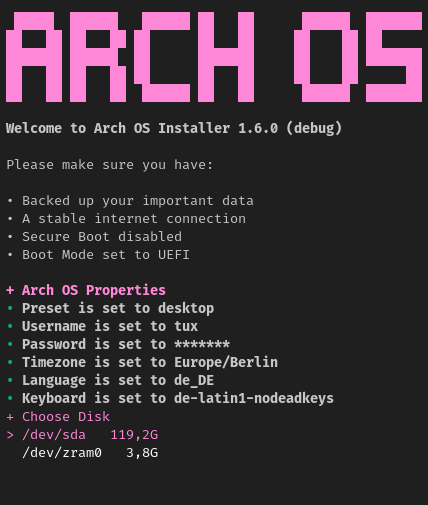 ARCH OS
Welcome to Arch OS Installer 1.6.0 (debug)
Please make sure you have:
• Backed up your important data
• A stable internet connection
• Secure Boot disabled
• Boot Mode set to UEFI
+ Arch OS Properties
• Preset is set to desktop
• Username is set to tux
• Password is set to *******
• Timezone is set to Europe/Berlin
• Language is set to de_DE
• Keyboard is set to de-latin1-nodeadkeys
+ Choose Disk
> /dev/sda   119,2G
  /dev/zram0   3,8G